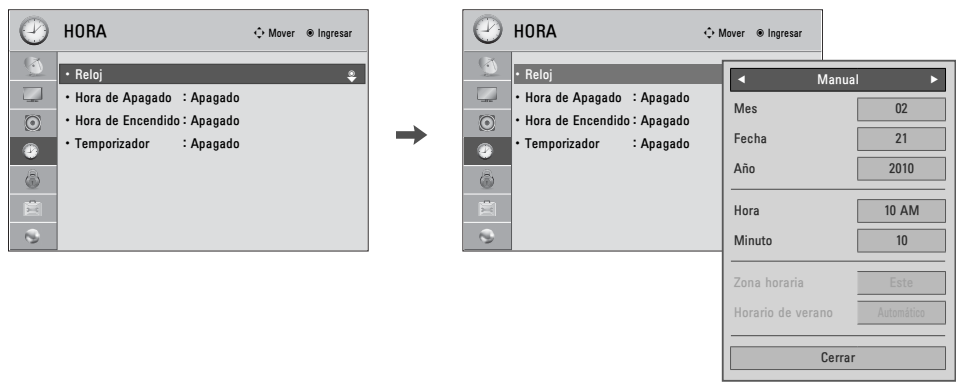 HORA
Mover Ingresar
• Reloj
• Hora de Apagado : Apagado
• Hora de Encendido : Apagado
• Temporizador : Apagado
HORA
Mover Ingresar
• Reloj
• Hora de Apagado : Apagado
• Hora de Encendido : Apagado
• Temporizador : Apagado
◄ Manual ►
Mes 02
Fecha 21
Año 2010
Hora 10 AM
Minuto 10
Zona horaria Este
Horario de verano Automático
Cerrar